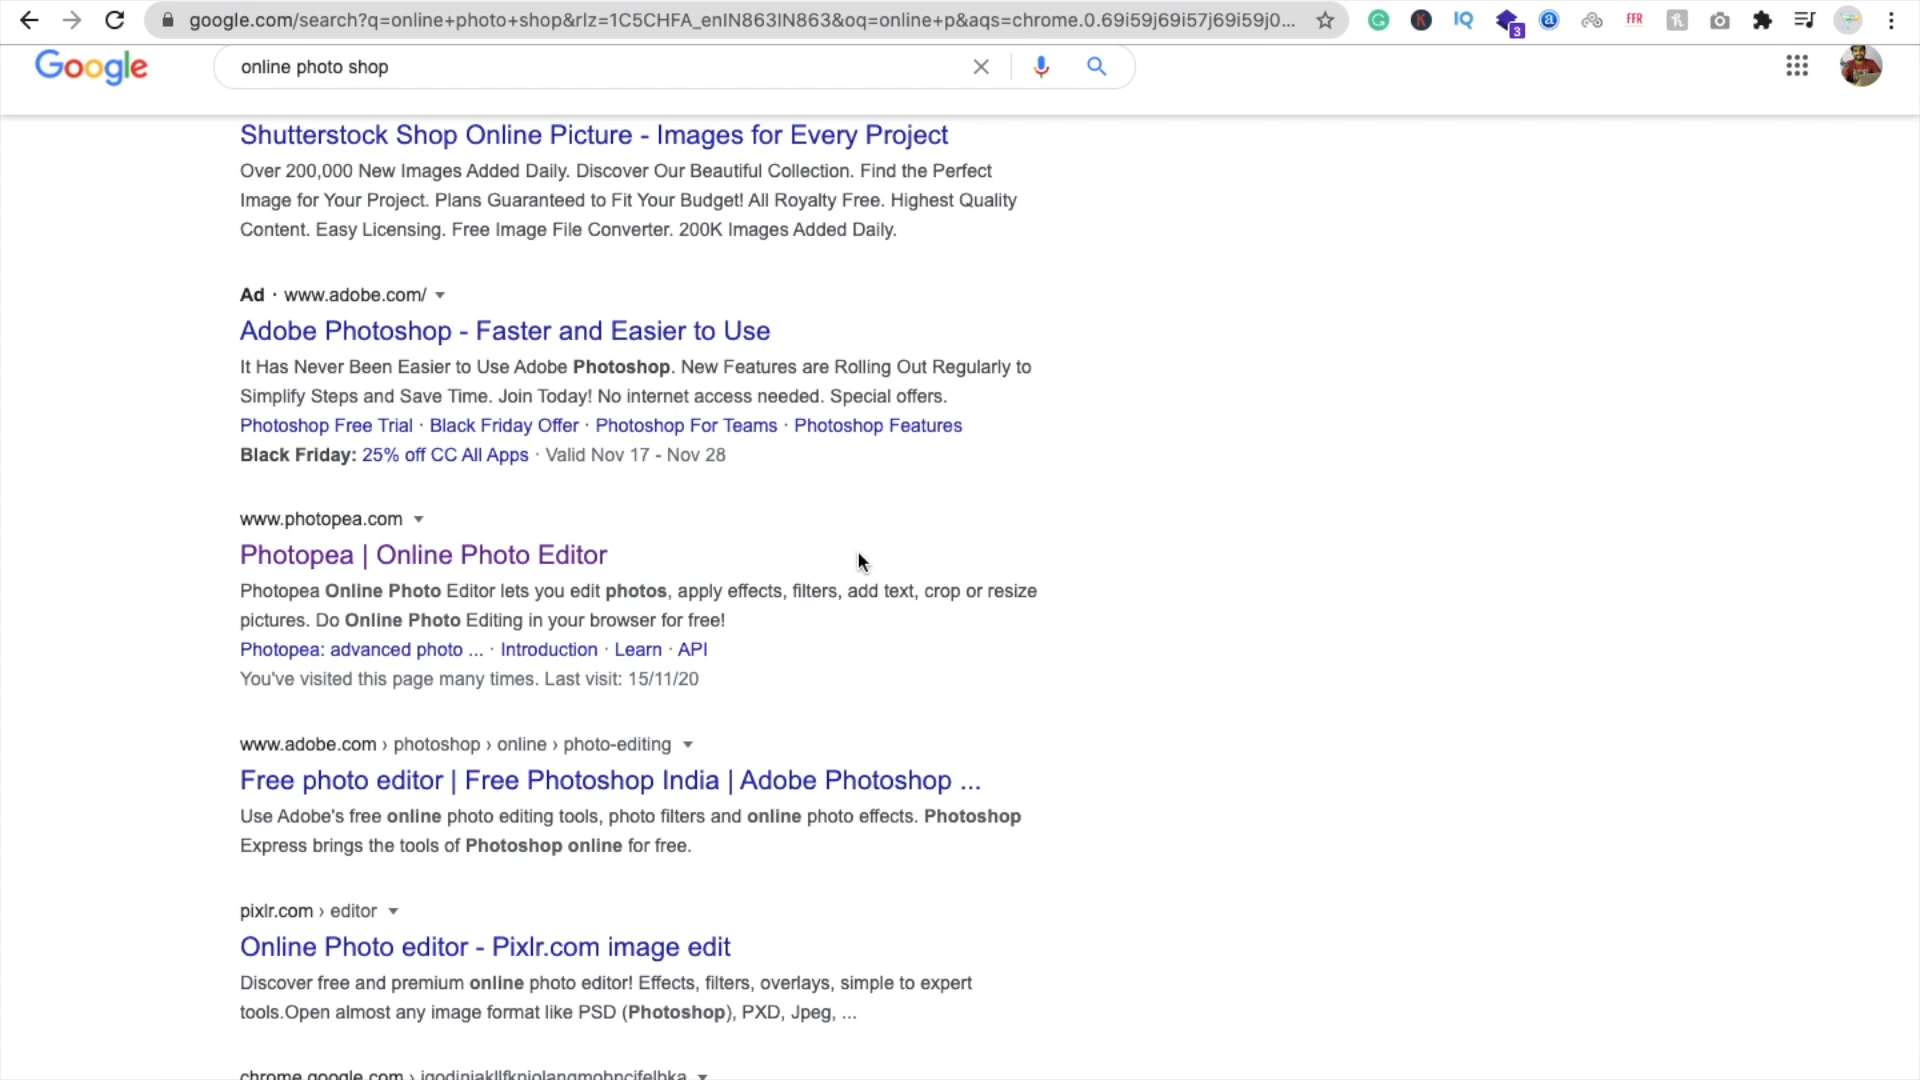 google.com/search?q=online+photo+shop&rlz=1C5CHFA_enIN863IN863&oq=online+p&aqs=chrome.0.69i59j69i57j69i59j0...
K
IQ
3
a
FFR
Google
online photo shop
Shutterstock Shop Online Picture - Images for Every Project
Over 200,000 New Images Added Daily. Discover Our Beautiful Collection. Find the Perfect
Image for Your Project. Plans Guaranteed to Fit Your Budget! All Royalty Free. Highest Quality
Content. Easy Licensing. Free Image File Converter. 200K Images Added Daily.
Ad · www.adobe.com/
Adobe Photoshop - Faster and Easier to Use
It Has Never Been Easier to Use Adobe Photoshop. New Features are Rolling Out Regularly to
Simplify Steps and Save Time. Join Today! No internet access needed. Special offers.
Photoshop Free Trial · Black Friday Offer · Photoshop For Teams · Photoshop Features
Black Friday: 25% off CC All Apps · Valid Nov 17 - Nov 28
www.photopea.com
Photopea | Online Photo Editor
Photopea Online Photo Editor lets you edit photos, apply effects, filters, add text, crop or resize
pictures. Do Online Photo Editing in your browser for free!
Photopea: advanced photo ... · Introduction · Learn · API
You've visited this page many times. Last visit: 15/11/20
www.adobe.com › photoshop › online › photo-editing
Free photo editor | Free Photoshop India | Adobe Photoshop ...
Use Adobe's free online photo editing tools, photo filters and online photo effects. Photoshop
Express brings the tools of Photoshop online for free.
pixlr.com › editor
Online Photo editor - Pixlr.com image edit
Discover free and premium online photo editor! Effects, filters, overlays, simple to expert
tools.Open almost any image format like PSD (Photoshop), PXD, Jpeg, ...
chrome.google.com ›